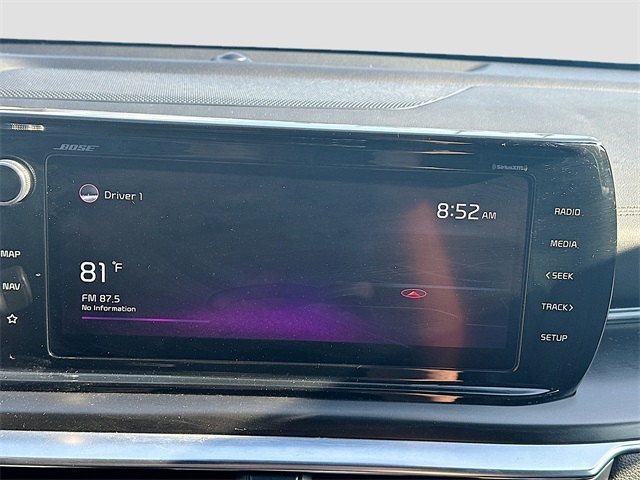 BOSE
SiriusXM
Driver 1
8:52 AM
81 °F
FM 87.5
No Information
MAP
NAV
RADIO
MEDIA
< SEEK
TRACK >
SETUP